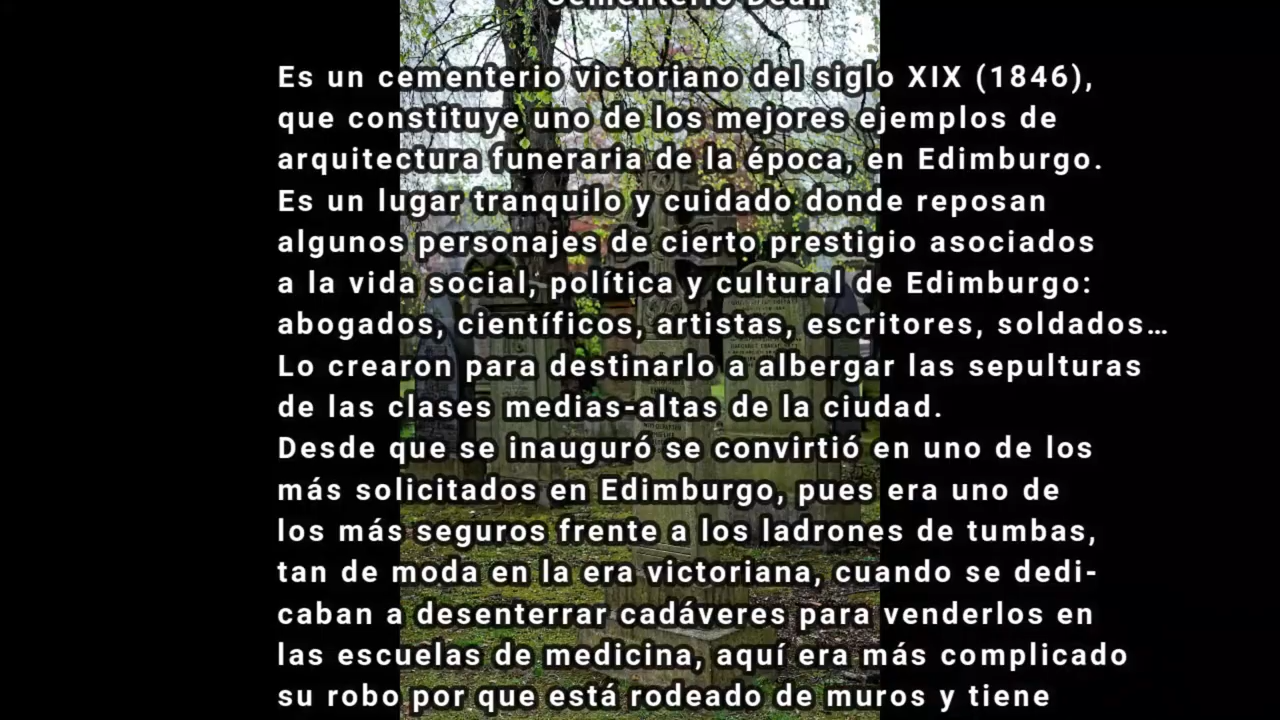 Cementerio Dean
Es un cementerio victoriano del siglo XIX (1846),
que constituye uno de los mejores ejemplos de
arquitectura funeraria de la época, en Edimburgo.
Es un lugar tranquilo y cuidado donde reposan
algunos personajes de cierto prestigio asociados
a la vida social, política y cultural de Edimburgo:
abogados, científicos, artistas, escritores, soldados…
Lo crearon para destinarlo a albergar las sepulturas
de las clases medias-altas de la ciudad.
Desde que se inauguró se convirtió en uno de los
más solicitados en Edimburgo, pues era uno de
los más seguros frente a los ladrones de tumbas,
tan de moda en la era victoriana, cuando se dedi-
caban a desenterrar cadáveres para venderlos en
las escuelas de medicina, aquí era más complicado
su robo por que está rodeado de muros y tiene